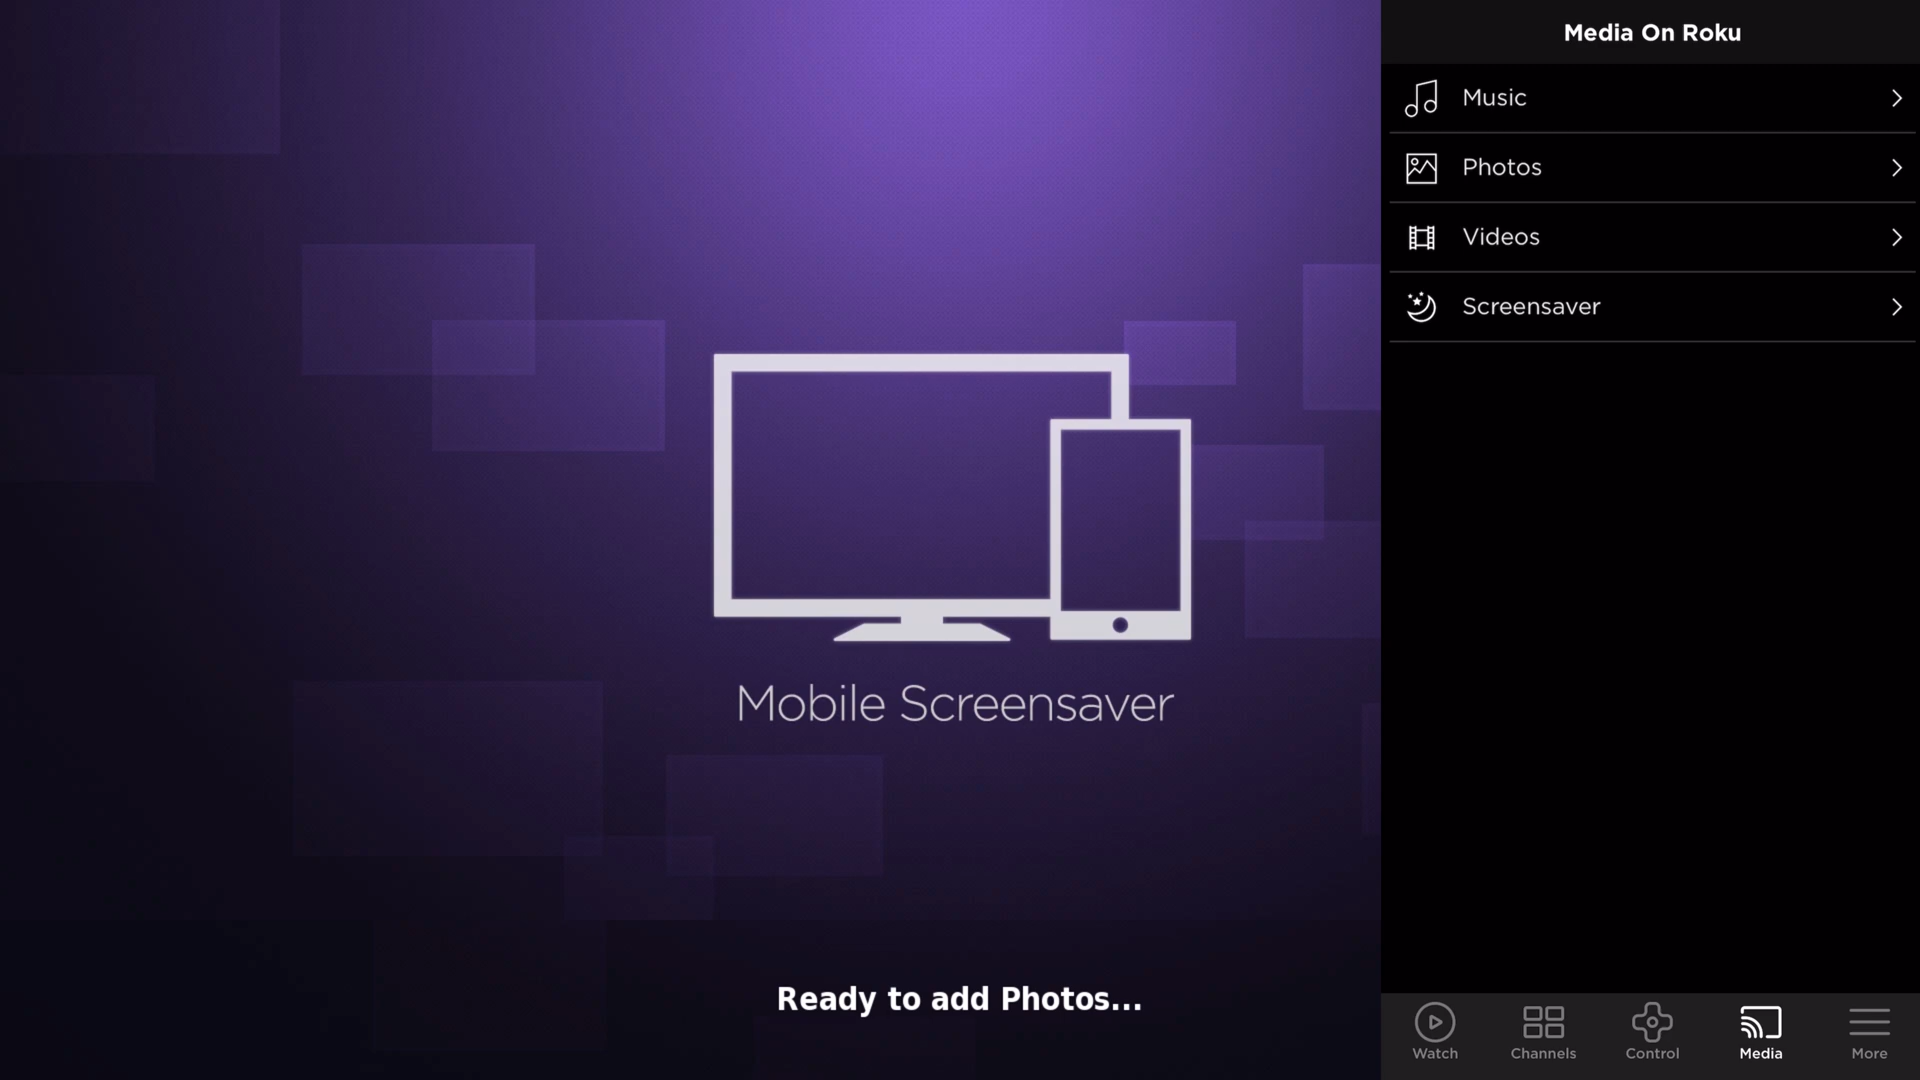 Mobile Screensaver
Ready to add Photos...
Media On Roku
Music
Photos
Videos
Screensaver
Watch
Channels
Control
Media
More